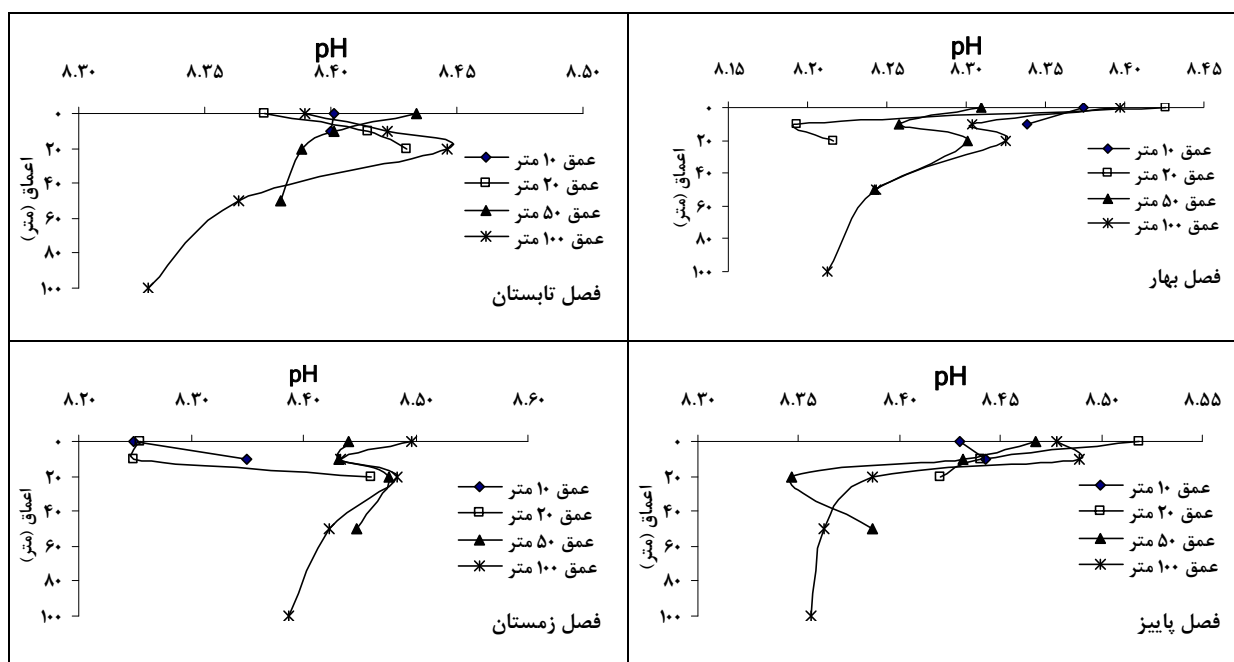 pH
۸.۱۵ ۸.۲۰ ۸.۲۵ ۸.۳۰ ۸.۳۵ ۸.۴۰ ۸.۴۵
۰
۲۰
۴۰
۶۰
۸۰
۱۰۰
اعماق (متر)
عمق ۱۰ متر
عمق ۲۰ متر
عمق ۵۰ متر
عمق ۱۰۰ متر
فصل بهار
pH
۸.۳۰ ۸.۳۵ ۸.۴۰ ۸.۴۵ ۸.۵۰
۰
۲۰
۴۰
۶۰
۸۰
۱۰۰
اعماق (متر)
عمق ۱۰ متر
عمق ۲۰ متر
عمق ۵۰ متر
عمق ۱۰۰ متر
فصل تابستان
pH
۸.۳۰ ۸.۳۵ ۸.۴۰ ۸.۴۵ ۸.۵۰ ۸.۵۵
۰
۲۰
۴۰
۶۰
۸۰
۱۰۰
اعماق (متر)
عمق ۱۰ متر
عمق ۲۰ متر
عمق ۵۰ متر
عمق ۱۰۰ متر
فصل پاییز
pH
۸.۲۰ ۸.۳۰ ۸.۴۰ ۸.۵۰ ۸.۶۰
۰
۲۰
۴۰
۶۰
۸۰
۱۰۰
اعماق (متر)
عمق ۱۰ متر
عمق ۲۰ متر
عمق ۵۰ متر
عمق ۱۰۰ متر
فصل زمستان